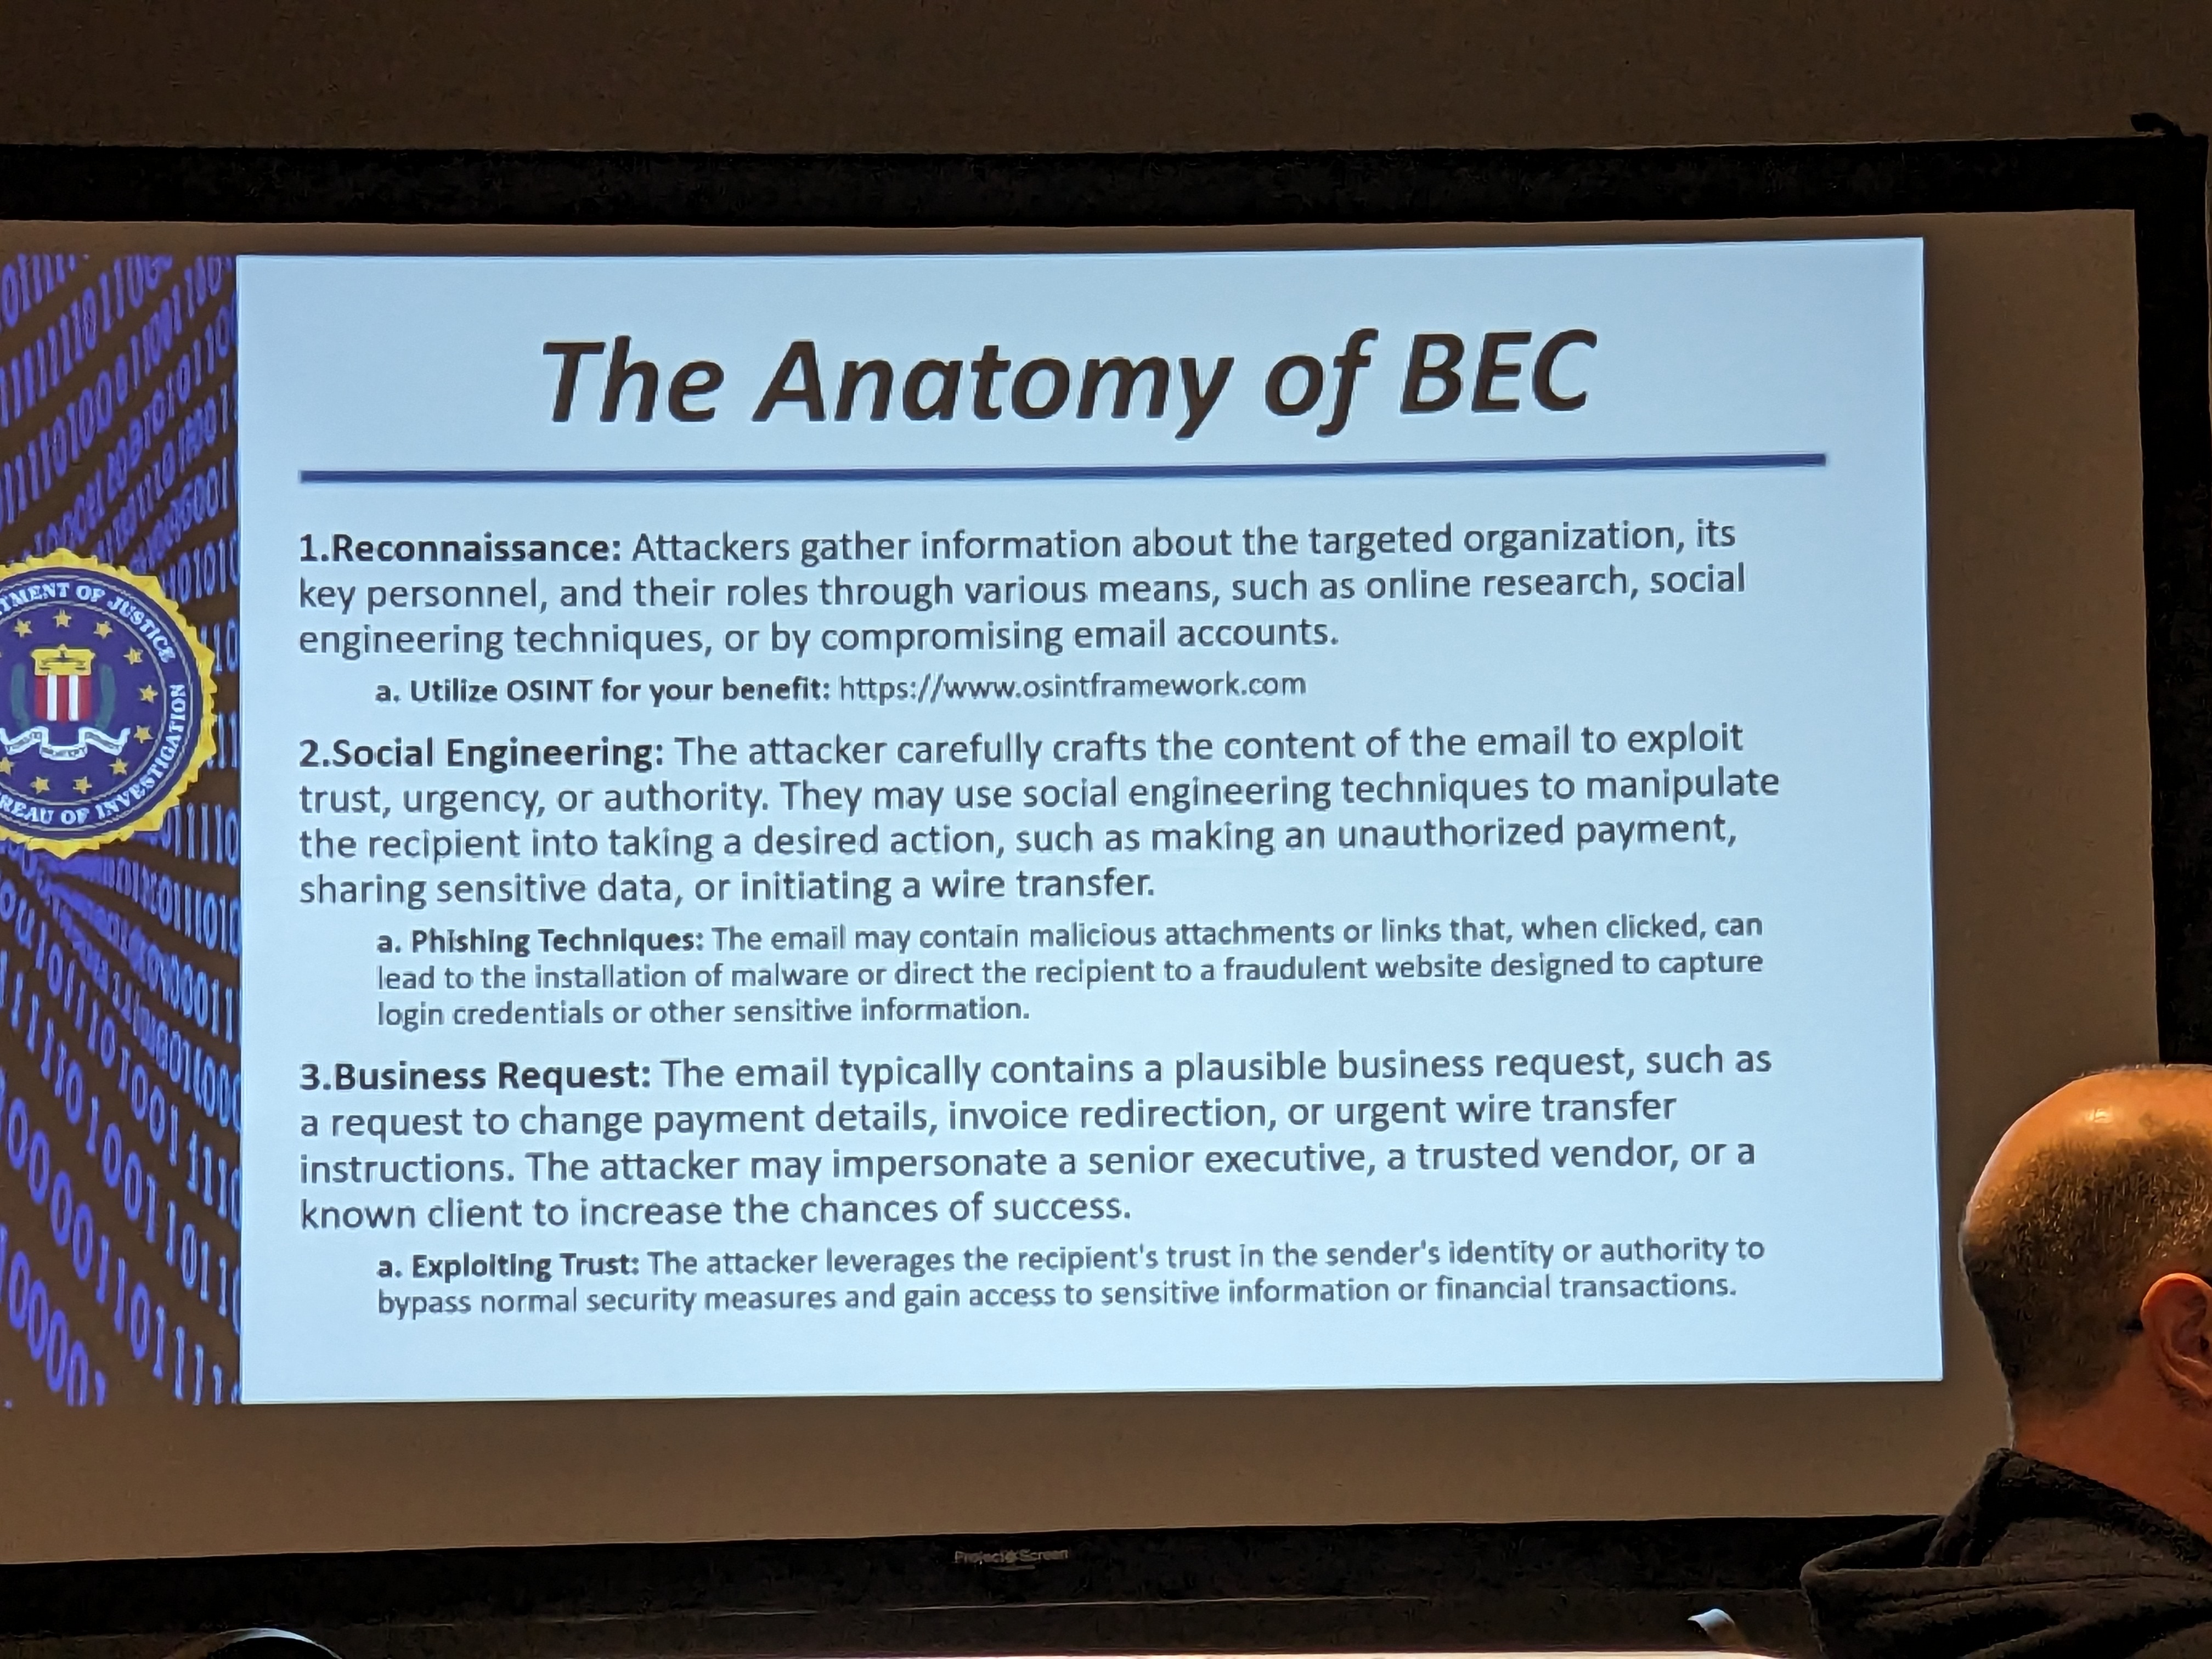 The Anatomy of BEC
1.Reconnaissance: Attackers gather information about the targeted organization, its
key personnel, and their roles through various means, such as online research, social
engineering techniques, or by compromising email accounts.
a. Utilize OSINT for your benefit: https://www.osintframework.com
2.Social Engineering: The attacker carefully crafts the content of the email to exploit
trust, urgency, or authority. They may use social engineering techniques to manipulate
the recipient into taking a desired action, such as making an unauthorized payment,
sharing sensitive data, or initiating a wire transfer.
a. Phishing Techniques: The email may contain malicious attachments or links that, when clicked, can
lead to the installation of malware or direct the recipient to a fraudulent website designed to capture
login credentials or other sensitive information.
3.Business Request: The email typically contains a plausible business request, such as
a request to change payment details, invoice redirection, or urgent wire transfer
instructions. The attacker may impersonate a senior executive, a trusted vendor, or a
known client to increase the chances of success.
a. Exploiting Trust: The attacker leverages the recipient's trust in the sender's identity or authority to
bypass normal security measures and gain access to sensitive information or financial transactions.
TMENT OF JUSTICE
REAU OF INVESTIGATION
Project Screen